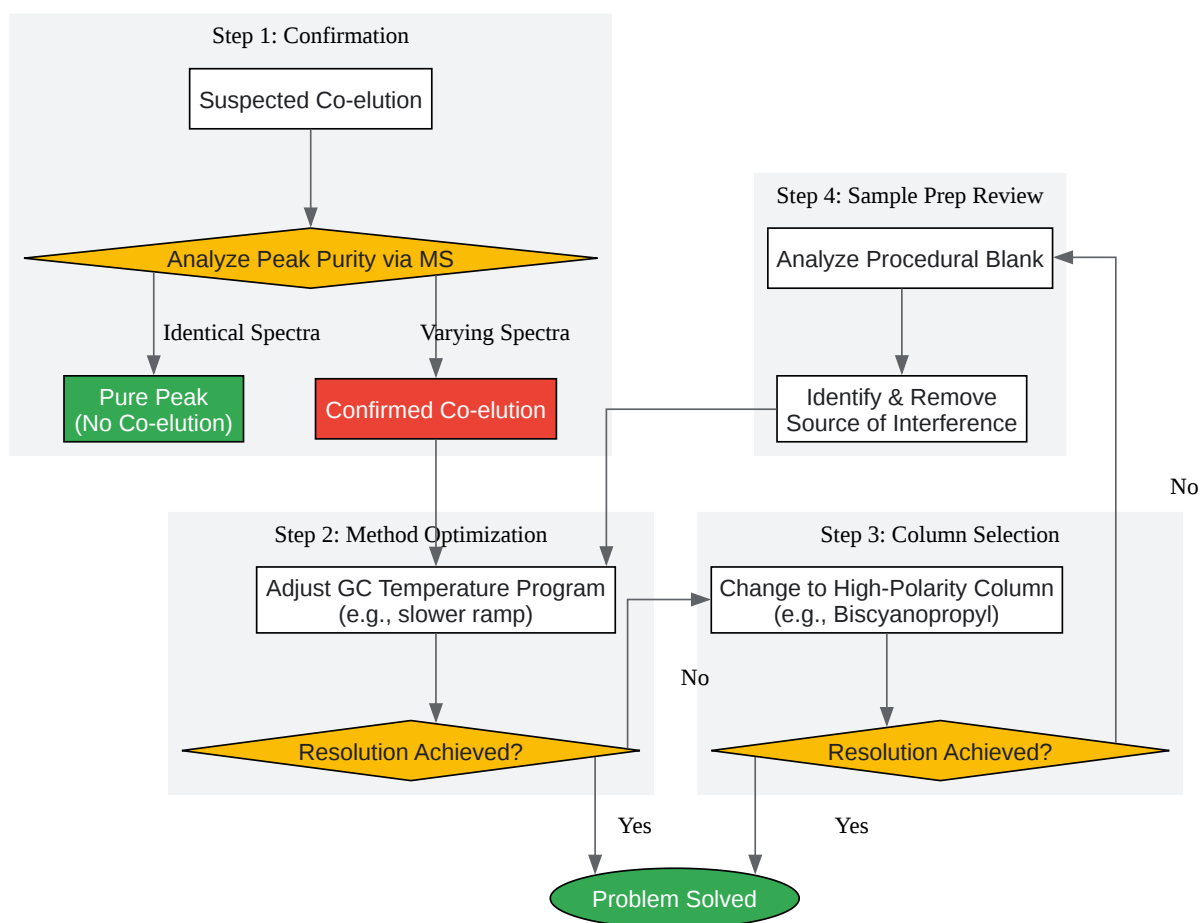 Step 1: Confirmation
Suspected Co-elution
Analyze Peak Purity via MS
Identical Spectra
Varying Spectra
Pure Peak
(No Co-elution)
Confirmed Co-elution
Step 4: Sample Prep Review
Analyze Procedural Blank
Identify & Remove
Source of Interference
No
Step 2: Method Optimization
Adjust GC Temperature Program
(e.g., slower ramp)
No
Resolution Achieved?
Yes
Step 3: Column Selection
Change to High-Polarity Column
(e.g., Biscyanopropyl)
Resolution Achieved?
Yes
Problem Solved